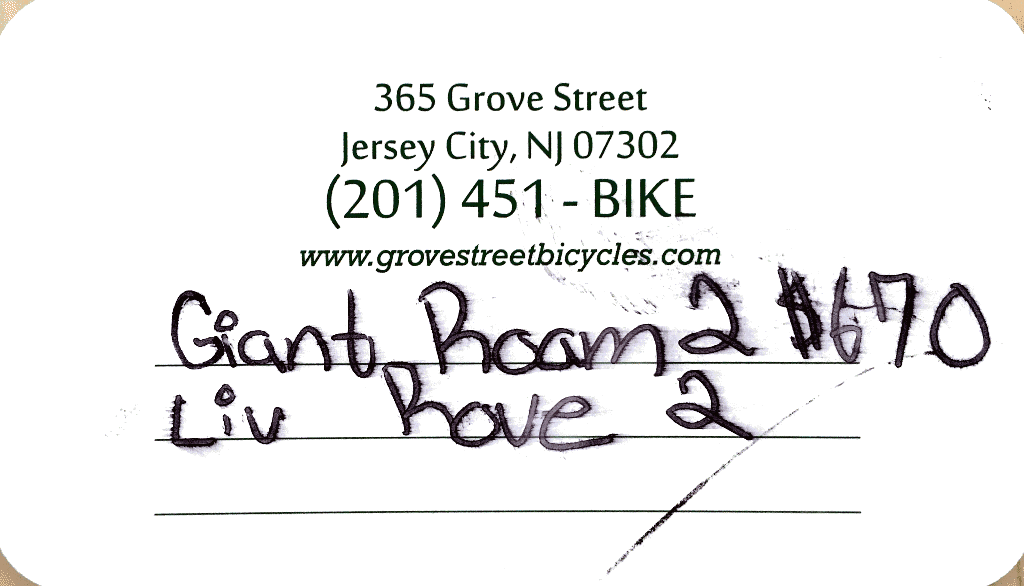 365 Grove Street
Jersey City, NJ 07302
(201) 451 - BIKE
www.grovestreetbicycles.com
Giant Roam 2 $670
Liv Rove 2